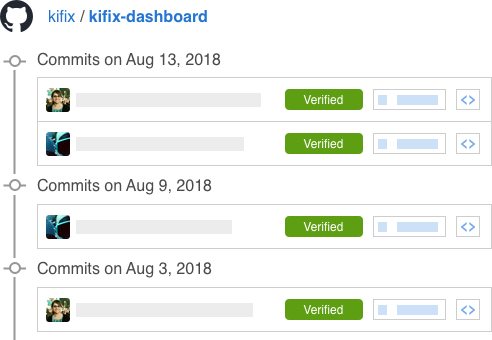 kifix / kifix-dashboard
Commits on Aug 13, 2018
Verified
<>
Verified
<>
Commits on Aug 9, 2018
Verified
<>
Commits on Aug 3, 2018
Verified
<>